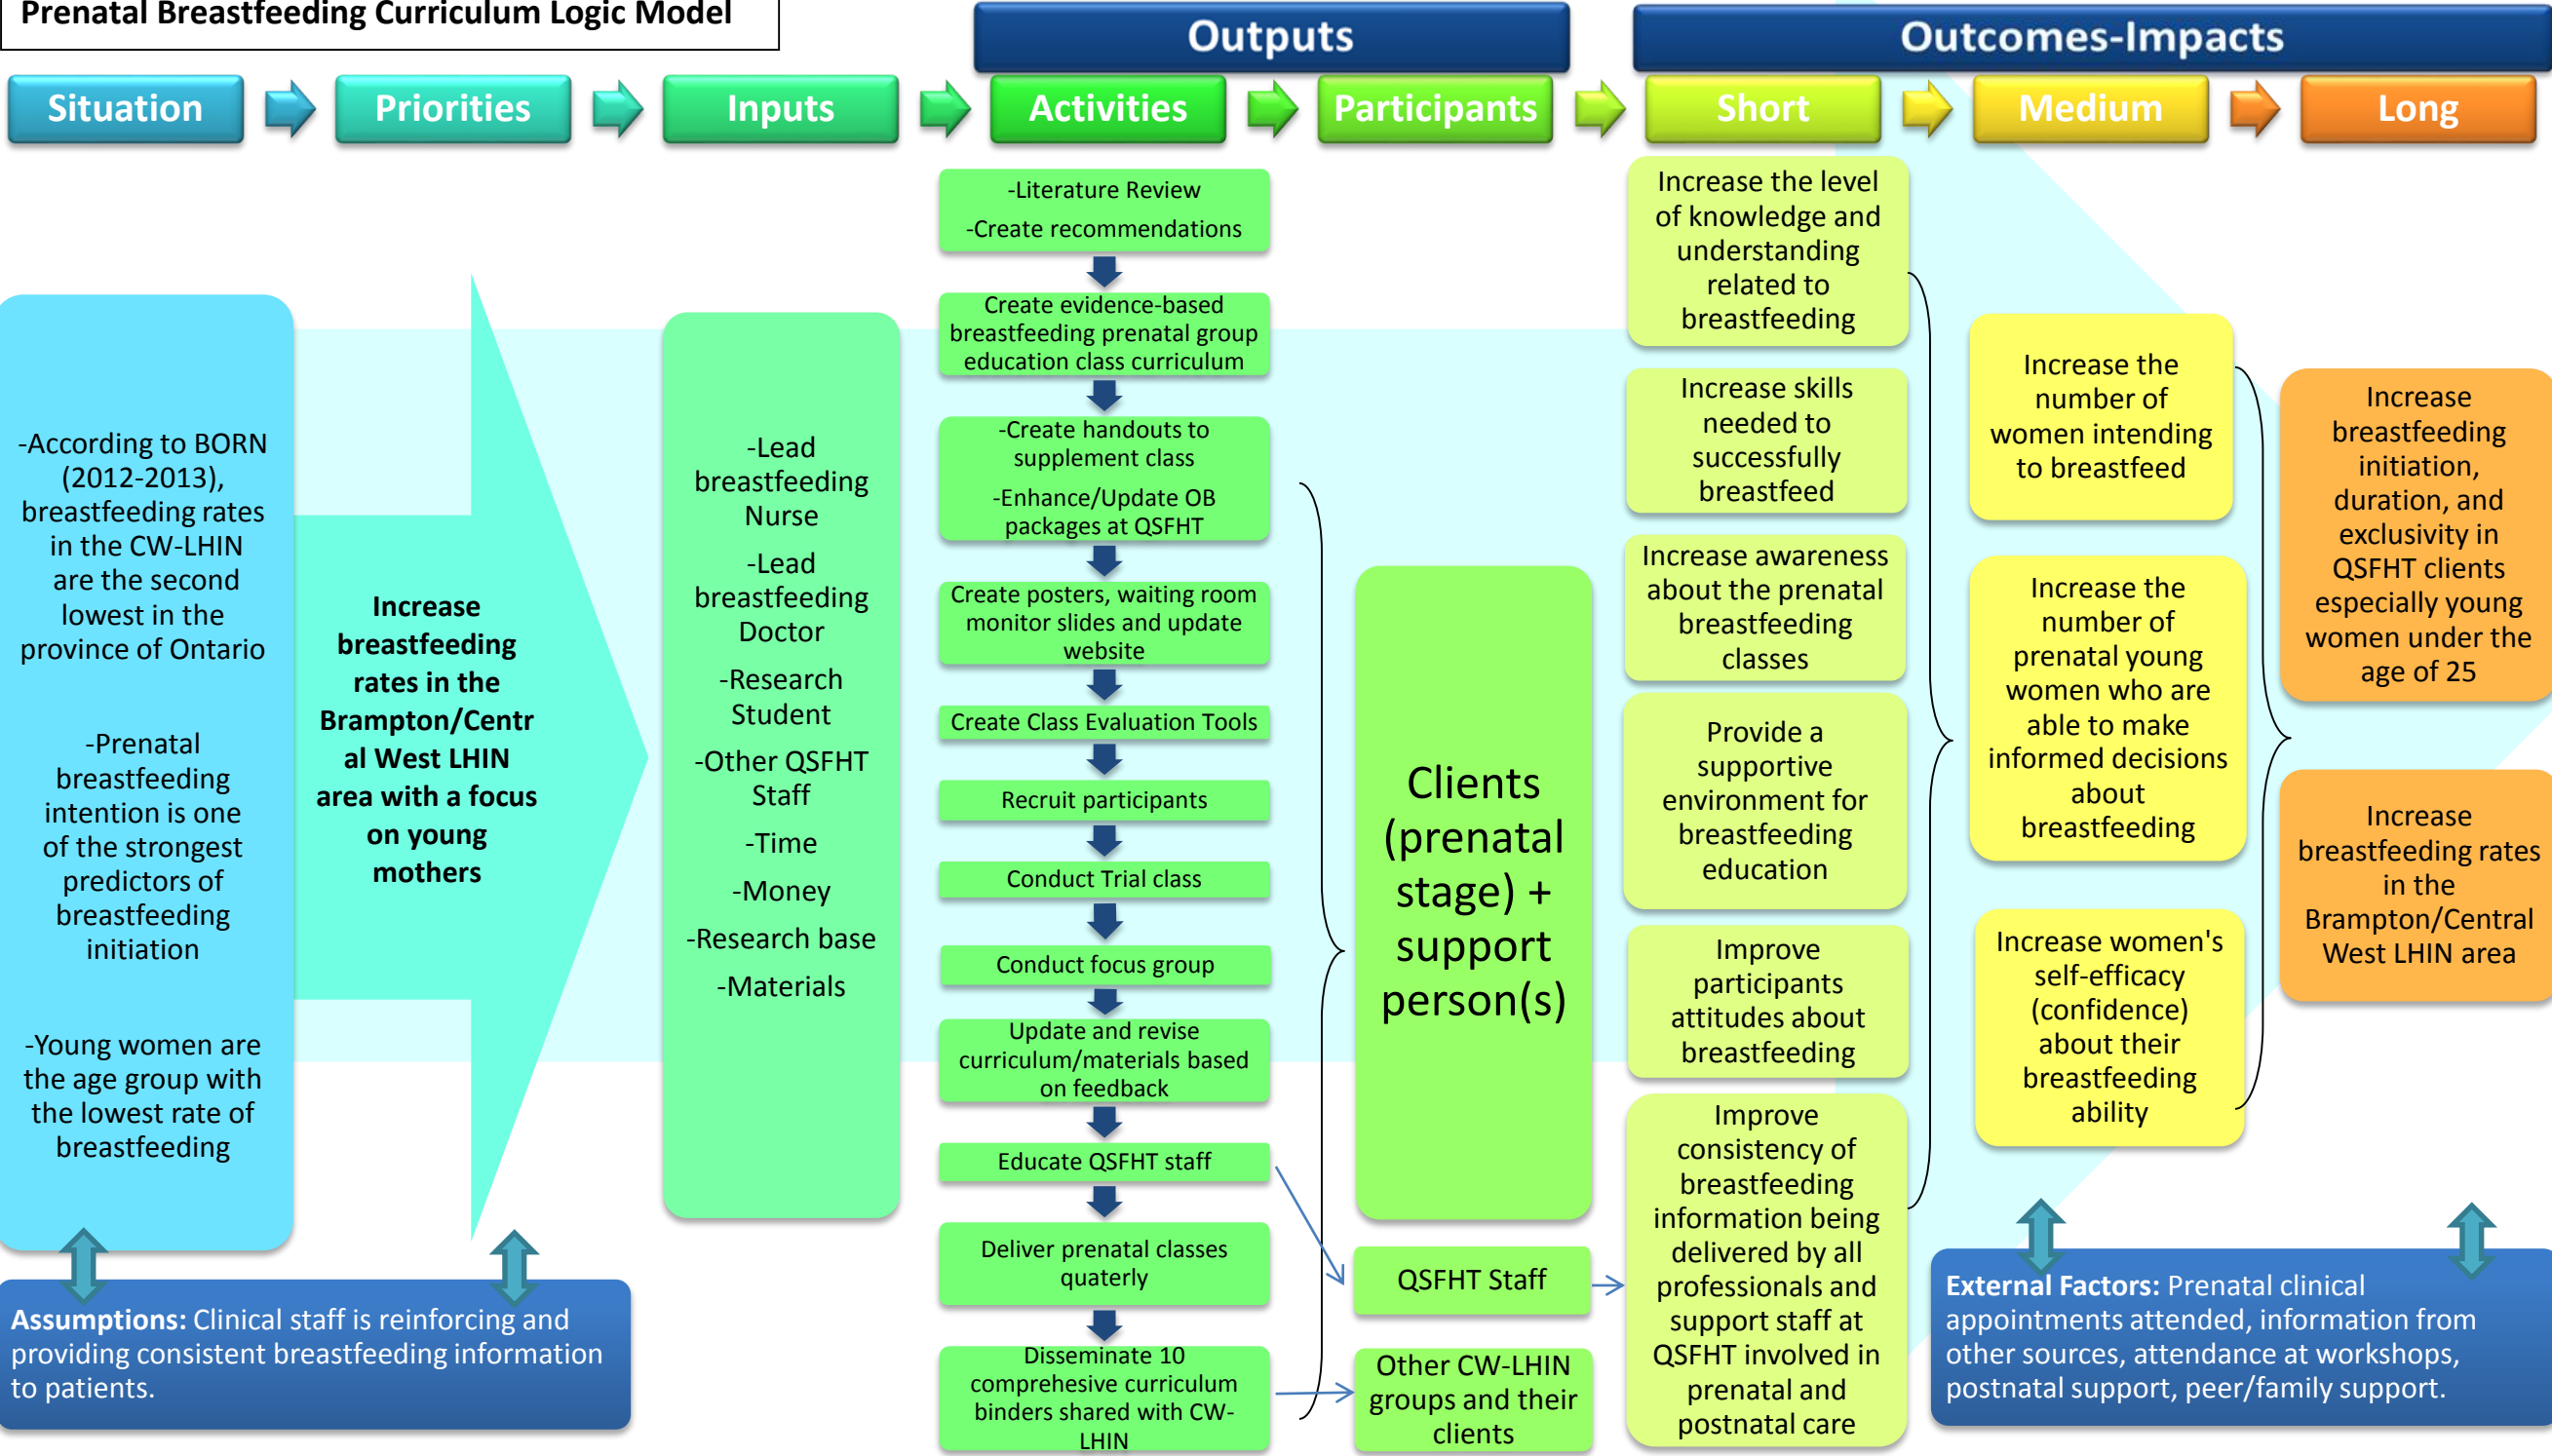 Prenatal Breastfeeding Curriculum Logic Model
Outputs
Outcomes-Impacts
Situation
Priorities
Inputs
Activities
Participants
Short
Medium
Long
-According to BORN
(2012-2013),
breastfeeding rates
in the CW-LHIN
are the second
lowest in the
province of Ontario
-Prenatal
breastfeeding
intention is one
of the strongest
predictors of
breastfeeding
initiation
-Young women are
the age group with
the lowest rate of
breastfeeding
Increase
breastfeeding
rates in the
Brampton/Centr
al West LHIN
area with a focus
on young
mothers
-Lead
breastfeeding
Nurse
-Lead
breastfeeding
Doctor
-Research
Student
-Other QSFHT
Staff
-Time
-Money
-Research base
-Materials
-Literature Review
-Create recommendations
Create evidence-based
breastfeeding prenatal group
education class curriculum
-Create handouts to
supplement class
-Enhance/Update OB
packages at QSFHT
Create posters, waiting room
monitor slides and update
website
Create Class Evaluation Tools
Recruit participants
Conduct Trial class
Conduct focus group
Update and revise
curriculum/materials based
on feedback
Educate QSFHT staff
Deliver prenatal classes
quaterly
Disseminate 10
comprehesive curriculum
binders shared with CW-
LHIN
Clients
(prenatal
stage) +
support
person(s)
QSFHT Staff
Other CW-LHIN
groups and their
clients
Increase the level
of knowledge and
understanding
related to
breastfeeding
Increase skills
needed to
successfully
breastfeed
Increase awareness
about the prenatal
breastfeeding
classes
Provide a
supportive
environment for
breastfeeding
education
Improve
participants
attitudes about
breastfeeding
Improve
consistency of
breastfeeding
information being
delivered by all
professionals and
support staff at
QSFHT involved in
prenatal and
postnatal care
Increase the
number of
women intending
to breastfeed
Increase the
number of
prenatal young
women who are
able to make
informed decisions
about
breastfeeding
Increase women's
self-efficacy
(confidence)
about their
breastfeeding
ability
Increase
breastfeeding
initiation,
duration, and
exclusivity in
QSFHT clients
especially young
women under the
age of 25
Increase
breastfeeding rates
in the
Brampton/Central
West LHIN area
Assumptions: Clinical staff is reinforcing and
providing consistent breastfeeding information
to patients.
External Factors: Prenatal clinical
appointments attended, information from
other sources, attendance at workshops,
postnatal support, peer/family support.